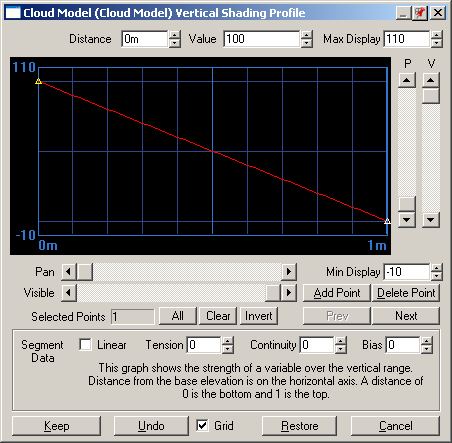 Cloud Model (Cloud Model) Vertical Shading Profile
Distance 0m Value 100 Max Display 110
P V
110
-10
0m 1m
Pan Min Display -10
Visible Add Point Delete Point
Selected Points 1 All Clear Invert Prev Next
Segment Data Linear Tension 0 Continuity 0 Bias 0
This graph shows the strength of a variable over the vertical range.
Distance from the base elevation is on the horizontal axis. A distance of
0 is the bottom and 1 is the top.
Keep Undo Grid Restore Cancel